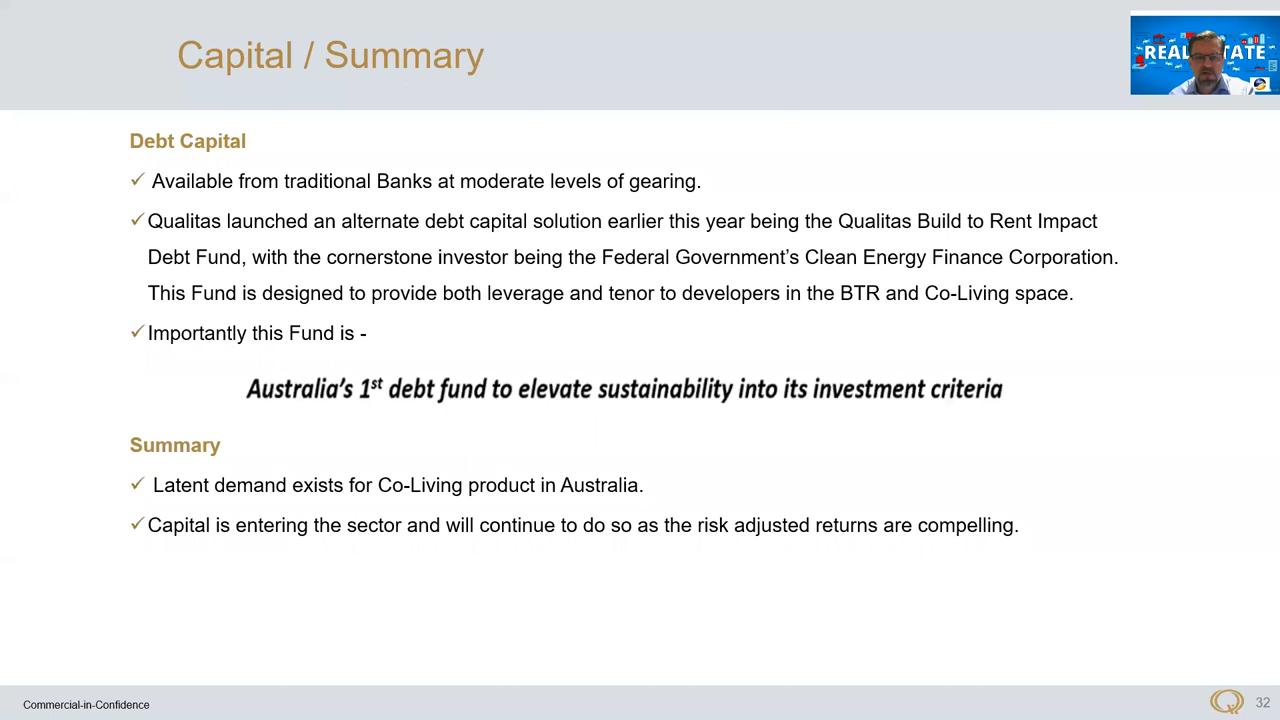 Capital / Summary
REAL TATE
Debt Capital
✓ Available from traditional Banks at moderate levels of gearing.
✓ Qualitas launched an alternate debt capital solution earlier this year being the Qualitas Build to Rent Impact
Debt Fund, with the cornerstone investor being the Federal Government’s Clean Energy Finance Corporation.
This Fund is designed to provide both leverage and tenor to developers in the BTR and Co-Living space.
✓ Importantly this Fund is -
Australia’s 1st debt fund to elevate sustainability into its investment criteria
Summary
✓ Latent demand exists for Co-Living product in Australia.
✓ Capital is entering the sector and will continue to do so as the risk adjusted returns are compelling.
Commercial-in-Confidence
32